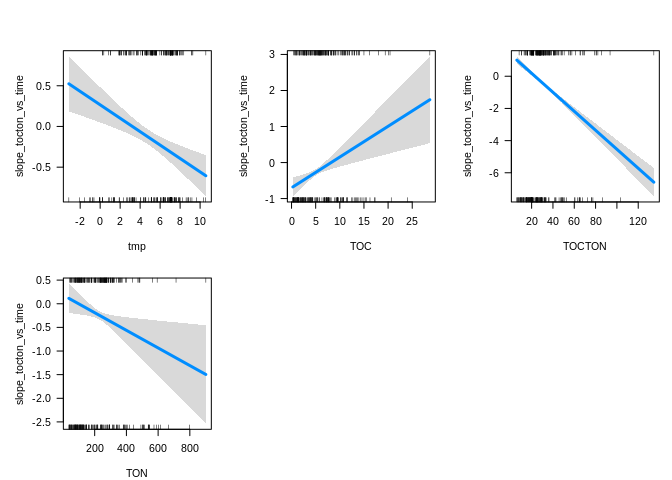 slope_tocton_vs_time
0.5
0.0
-0.5
-2 0 2 4 6 8 10
tmp
slope_tocton_vs_time
3
2
1
0
-1
0 5 10 15 20 25
TOC
slope_tocton_vs_time
0
-2
-4
-6
20 40 60 80 120
TOCTON
slope_tocton_vs_time
0.5
0.0
-0.5
-1.0
-1.5
-2.0
-2.5
200 400 600 800
TON